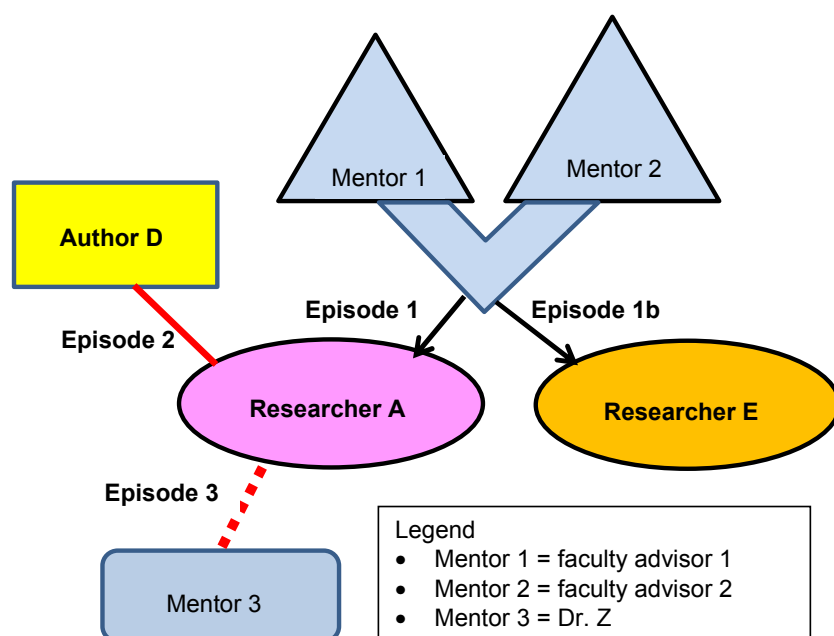 Mentor 1
Mentor 2
Author D
Episode 1
Episode 1b
Episode 2
Researcher A
Researcher E
Episode 3
Mentor 3
Legend
• Mentor 1 = faculty advisor 1
• Mentor 2 = faculty advisor 2
• Mentor 3 = Dr. Z